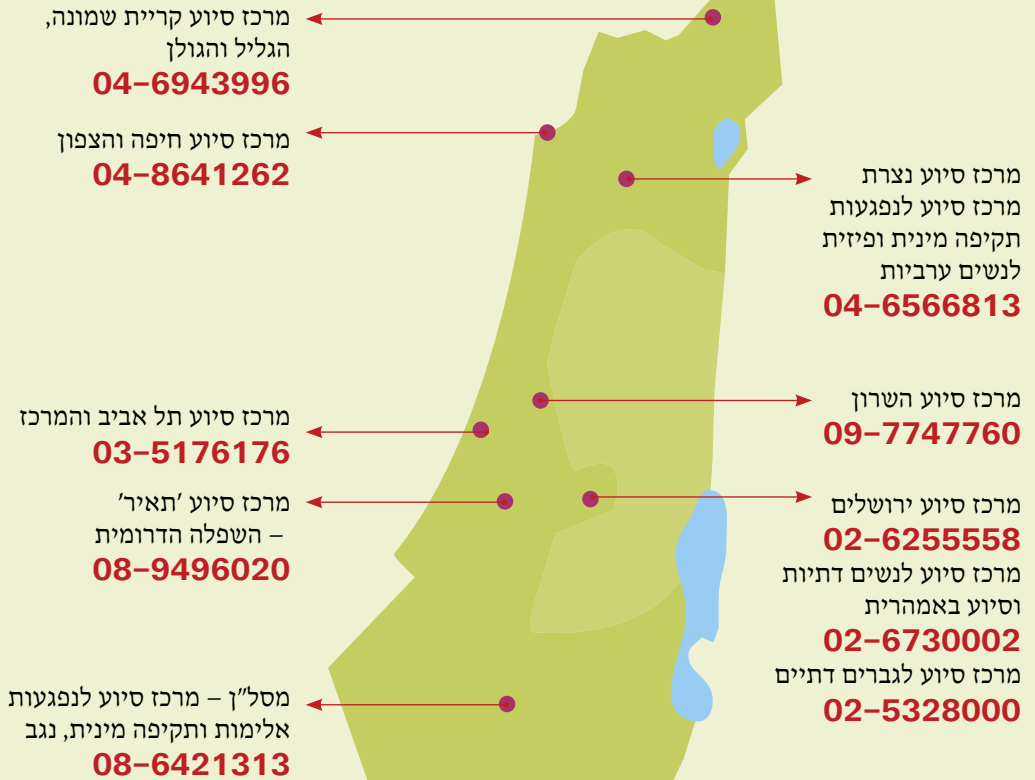 מרכז סיוע קריית שמונה,
הגליל והגולן
04–6943996
מרכז סיוע חיפה והצפון
04–8641262
מרכז סיוע נצרת
מרכז סיוע לנפגעות
תקיפה מינית ופיזית
לנשים ערביות
04–6566813
מרכז סיוע השרון
09–7747760
מרכז סיוע תל אביב והמרכז
03–5176176
מרכז סיוע 'תאיר'
– השפלה הדרומית
08–9496020
מרכז סיוע ירושלים
02–6255558
מרכז סיוע לנשים דתיות
וסיוע באמהרית
02–6730002
מרכז סיוע לגברים דתיים
02–5328000
מסל"ן – מרכז סיוע לנפגעות
אלימות ותקיפה מינית, נגב
08–6421313